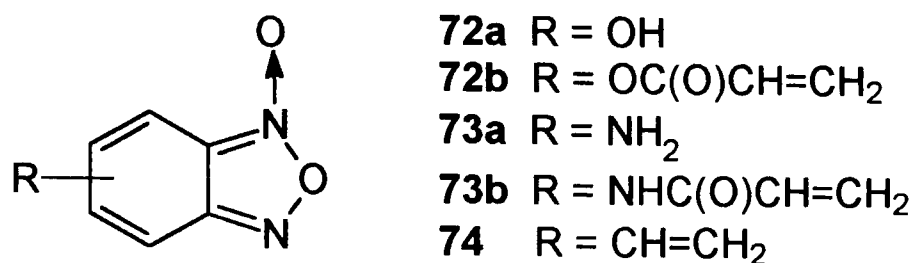 O
N
O
N
R
72a R = OH
72b R = OC(O)CH=CH₂
73a R = NH₂
73b R = NHC(O)CH=CH₂
74 R = CH=CH₂